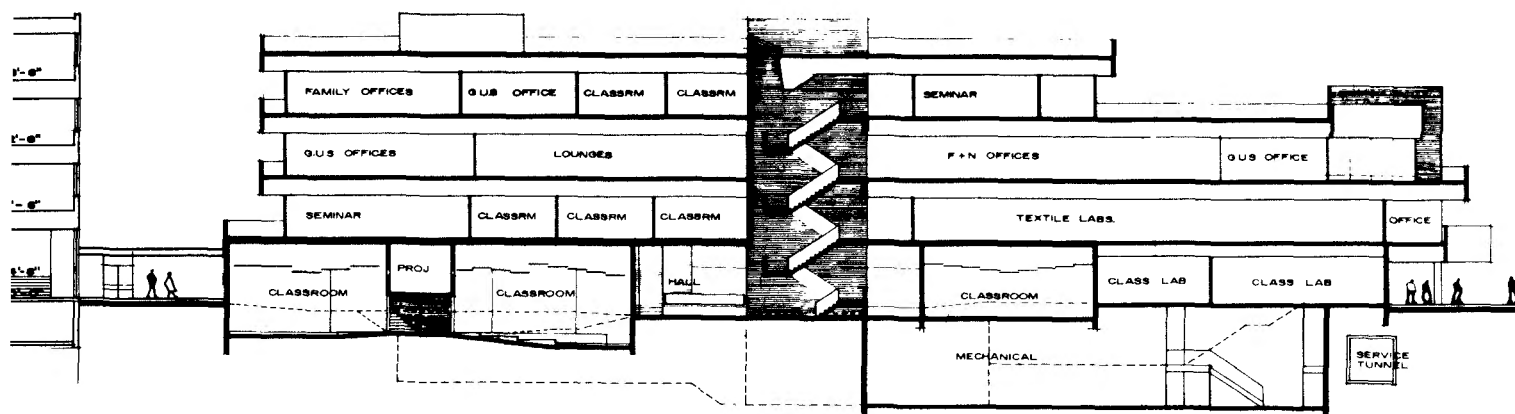 FAMILY OFFICES
G.U.S OFFICE
CLASSRM
CLASSRM
SEMINAR
G.U.S OFFICES
LOUNGES
F + N OFFICES
GUS OFFICE
SEMINAR
CLASSRM
CLASSRM
CLASSRM
TEXTILE LABS.
OFFICE
CLASSROOM
PROJ
CLASSROOM
HALL
CLASSROOM
CLASS LAB
CLASS LAB
MECHANICAL
SERVICE
TUNNEL